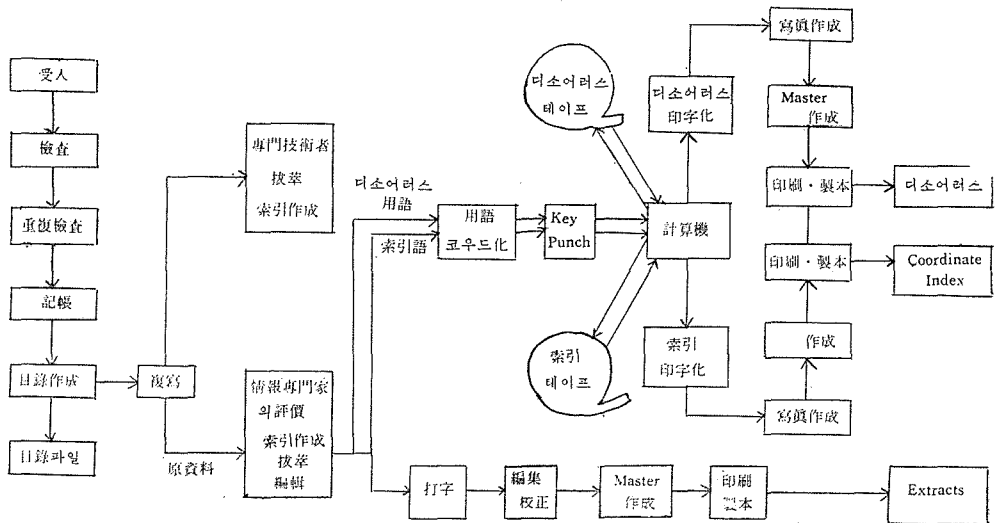 受人
檢査
重複檢査
記帳
目錄作成
目錄파일
複写
原資料
專門技術者
拔萃
索引作成
情報專門家
의評價
索引作成
拔萃
編輯
디소어러스
用語
索引語
用語
코우드化
Key
Punch
計算機
디소어러스
테이프
索引
테이프
디소어러스
印字化
索引
印字化
寫眞作成
Master
作成
印刷・製本
디소어러스
印刷・製本
Coordinate
Index
作成
寫眞作成
打字
編集
校正
Master
作成
印刷
製本
Extracts